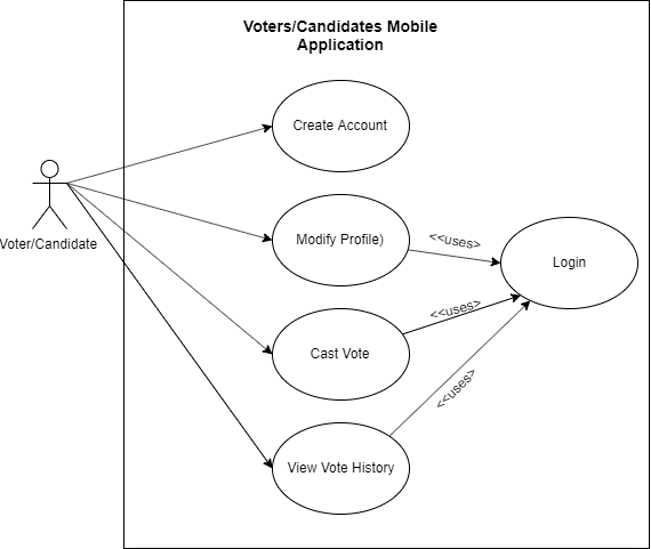 Voters/Candidates Mobile
Application
Create Account
Voter/Candidate
Modify Profile)
<<uses>
Login
<<uses>
Cast Vote
<<uses>
View Vote History